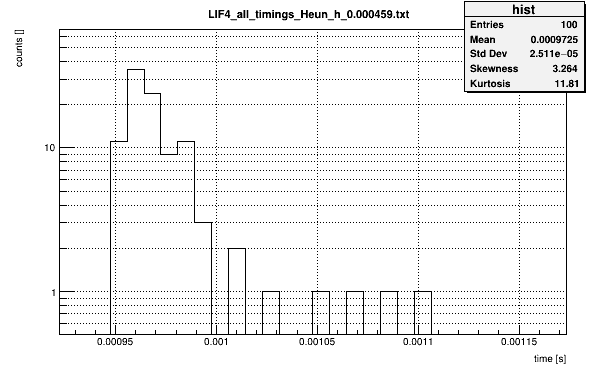 LIF4_all_timings_Heun_h_0.000459.txt
hist
Entries 100
Mean 0.0009725
Std Dev 2.511e−05
Skewness 3.264
Kurtosis 11.81
counts []
10
1
0.00095 0.001 0.00105 0.0011 0.00115
time [s]